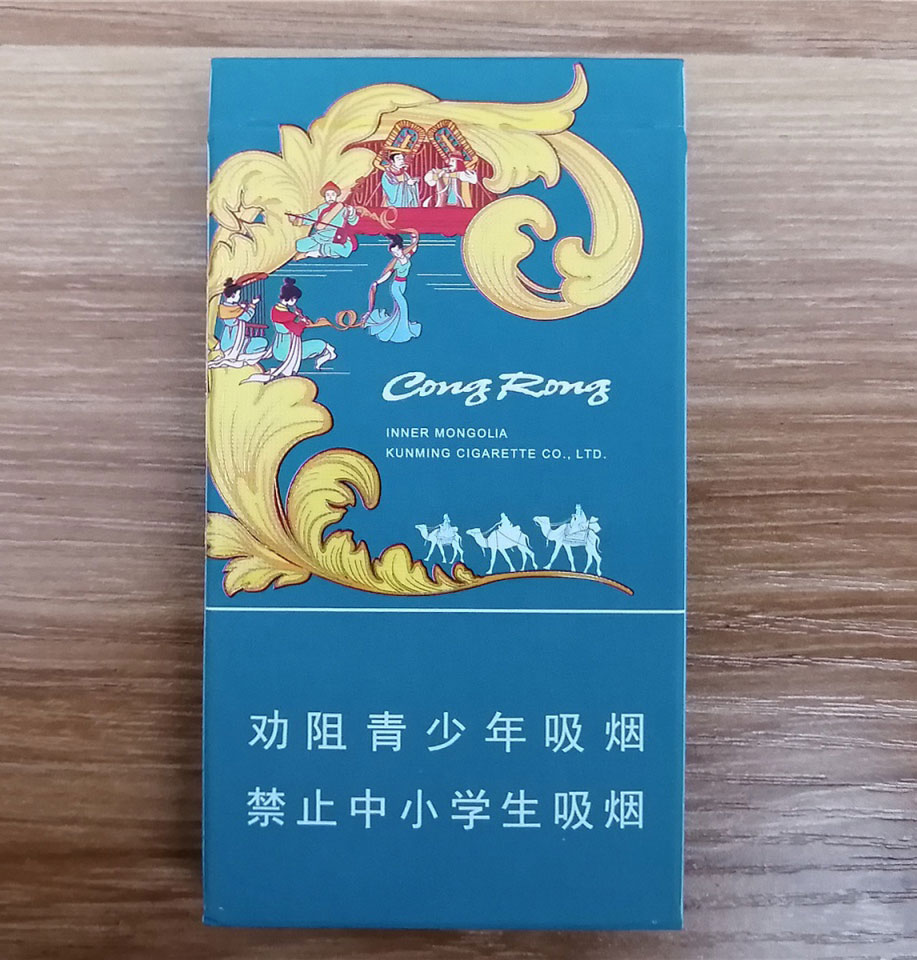 Cong Rong
INNER MONGOLIA
KUNMING CIGARETTE CO., LTD.
劝阻青少年吸烟
禁止中小学生吸烟